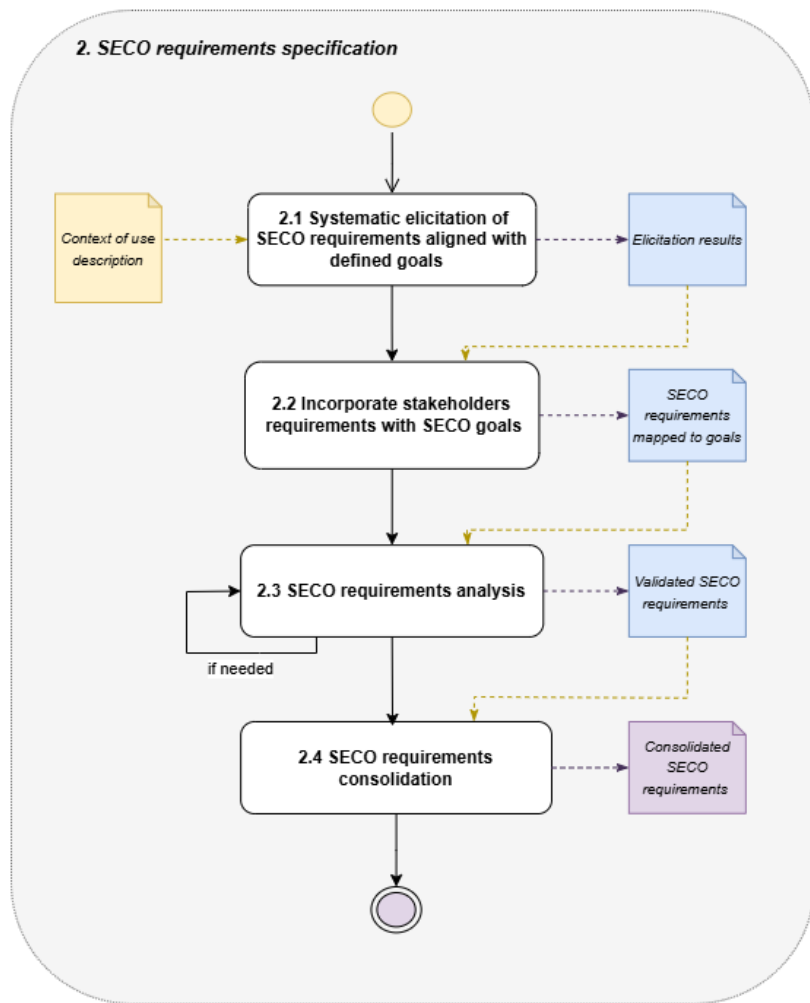 2. SECO requirements specification
2.1 Systematic elicitation of
SECO requirements aligned with
defined goals
Context of use
description
Elicitation results
2.2 Incorporate stakeholders
requirements with SECO goals
SECO
requirements
mapped to goals
2.3 SECO requirements analysis
Validated SECO
requirements
if needed
2.4 SECO requirements
consolidation
Consolidated
SECO
requirements